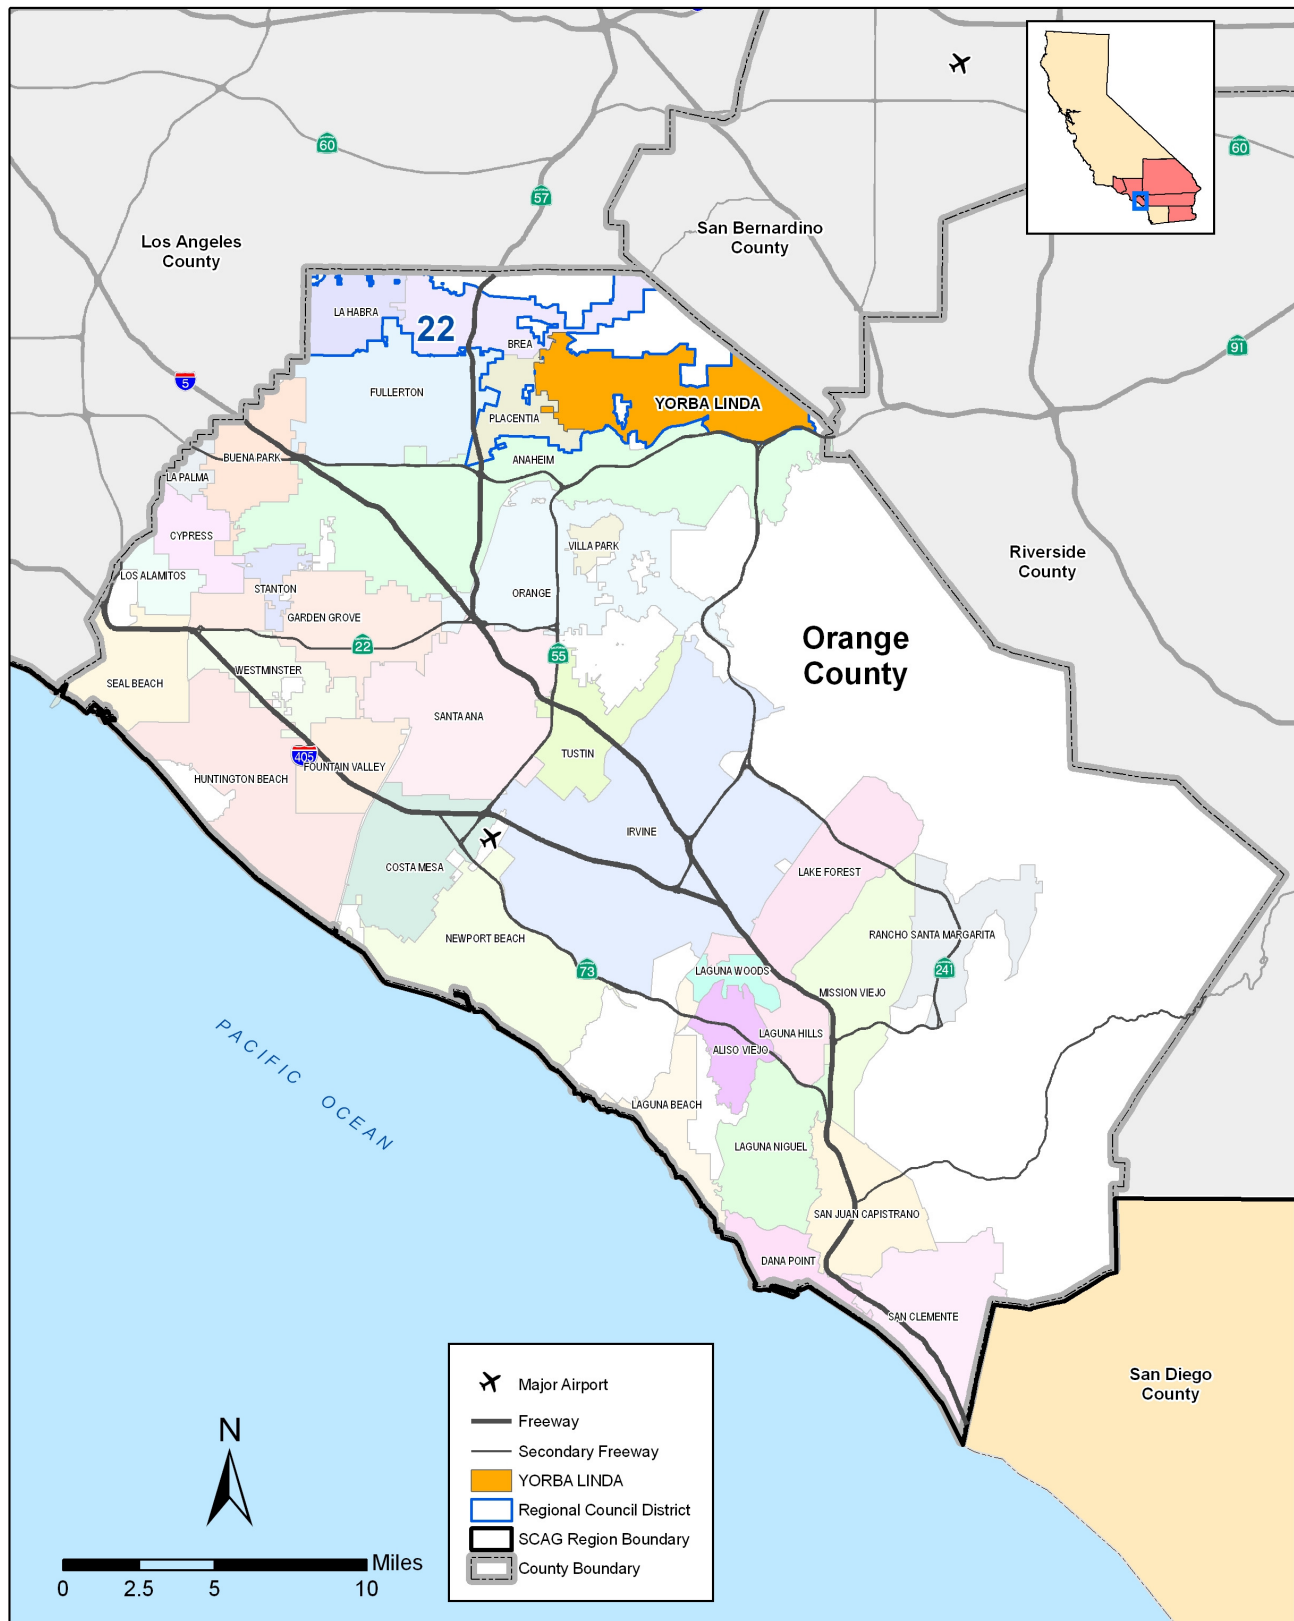 60
57
60
San Bernardino
County
Los Angeles
County
LA HABRA
22
BREA
91
5
FULLERTON
YORBA LINDA
PLACENTIA
BUENA PARK
ANAHEIM
LA PALMA
CYPRESS
VILLA PARK
Riverside
County
LOS ALAMITOS
STANTON
ORANGE
GARDEN GROVE
Orange
County
22
55
WESTMINSTER
SEAL BEACH
SANTA ANA
TUSTIN
405
FOUNTAIN VALLEY
HUNTINGTON BEACH
IRVINE
COSTA MESA
LAKE FOREST
NEWPORT BEACH
RANCHO SANTA MARGARITA
73
LAGUNA WOODS
241
MISSION VIEJO
LAGUNA HILLS
ALISO VIEJO
PACIFIC OCEAN
LAGUNA BEACH
LAGUNA NIGUEL
SAN JUAN CAPISTRANO
DANA POINT
SAN CLEMENTE
San Diego
County
Major Airport
Freeway
Secondary Freeway
YORBA LINDA
Regional Council District
SCAG Region Boundary
County Boundary
N
Miles
0 2.5 5 10